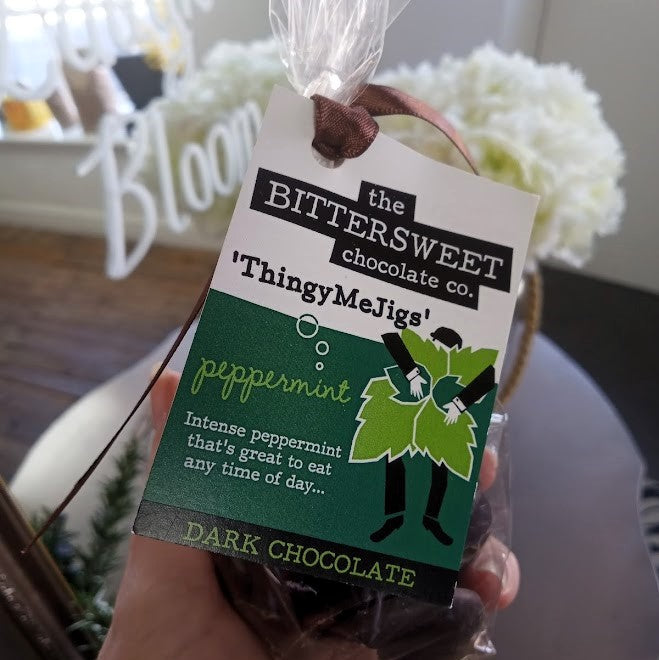 Bloom
the
BITTERSWEET
chocolate co.
'ThingyMeJigs'
peppermint
Intense peppermint
that's great to eat
any time of day...
DARK CHOCOLATE